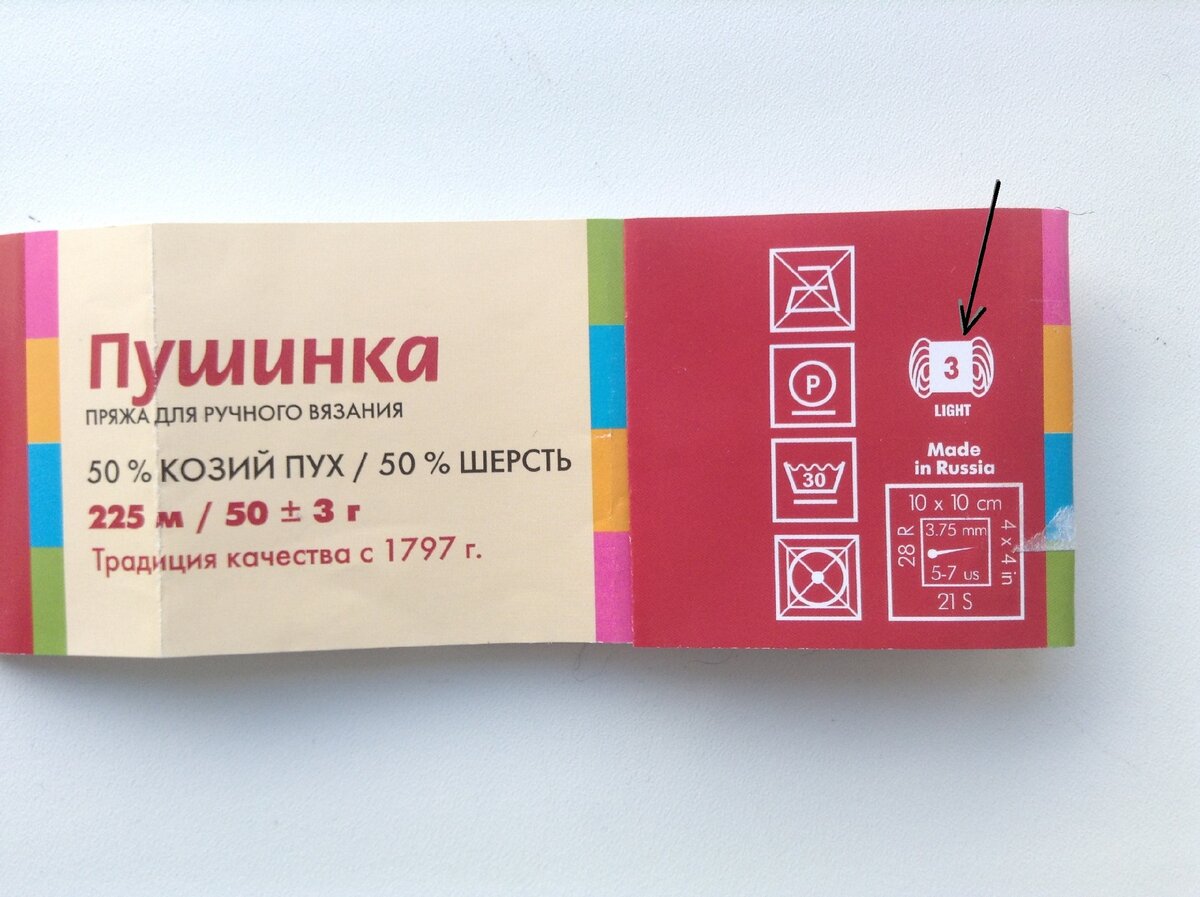 Пушинка
ПРЯЖА ДЛЯ РУЧНОГО ВЯЗАНИЯ
50 % КОЗИЙ ПУХ / 50 % ШЕРСТЬ
225 м / 50 ± 3 г
Традиция качества с 1797 г.
P
30
3
LIGHT
Made
in Russia
10 x 10 cm
28 R
3.75 mm
5-7 us
4 x 4 in
21 S